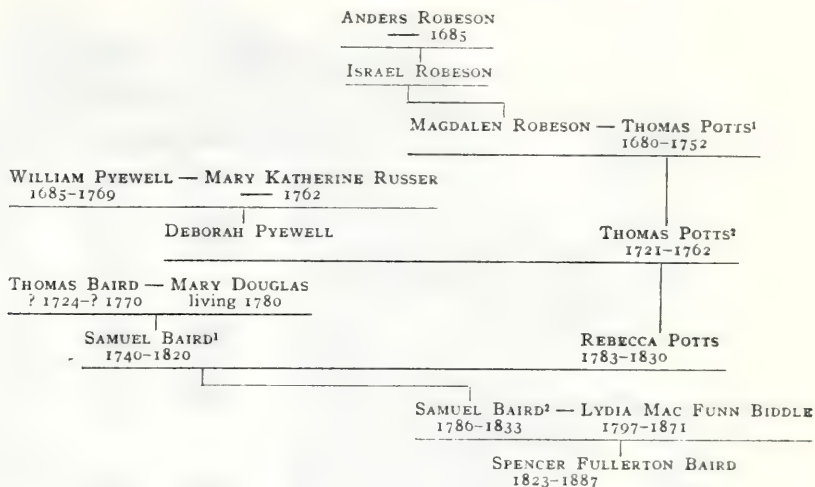 ANDERS ROBESON
— 1685
ISRAEL ROBESON
MAGDALEN ROBESON — THOMAS POTTS¹
1680–1752
WILLIAM PYEWELL — MARY KATHERINE RUSSER
1685–1769 — 1762
DEBORAH PYEWELL THOMAS POTTS²
1721–1762
THOMAS BAIRD — MARY DOUGLAS
? 1724–? 1770 living 1780
SAMUEL BAIRD¹ REBECCA POTTS
1740–1820 1783–1830
SAMUEL BAIRD² — LYDIA MAC FUNN BIDDLE
1786–1833 1797–1871
SPENCER FULLERTON BAIRD
1823–1887